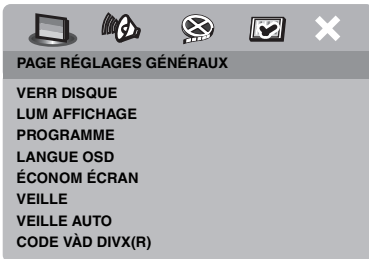 PAGE RÉGLAGES GÉNÉRAUX
VERR DISQUE
LUM AFFICHAGE
PROGRAMME
LANGUE OSD
ÉCONOM ÉCRAN
VEILLE
VEILLE AUTO
CODE VÀD DIVX(R)